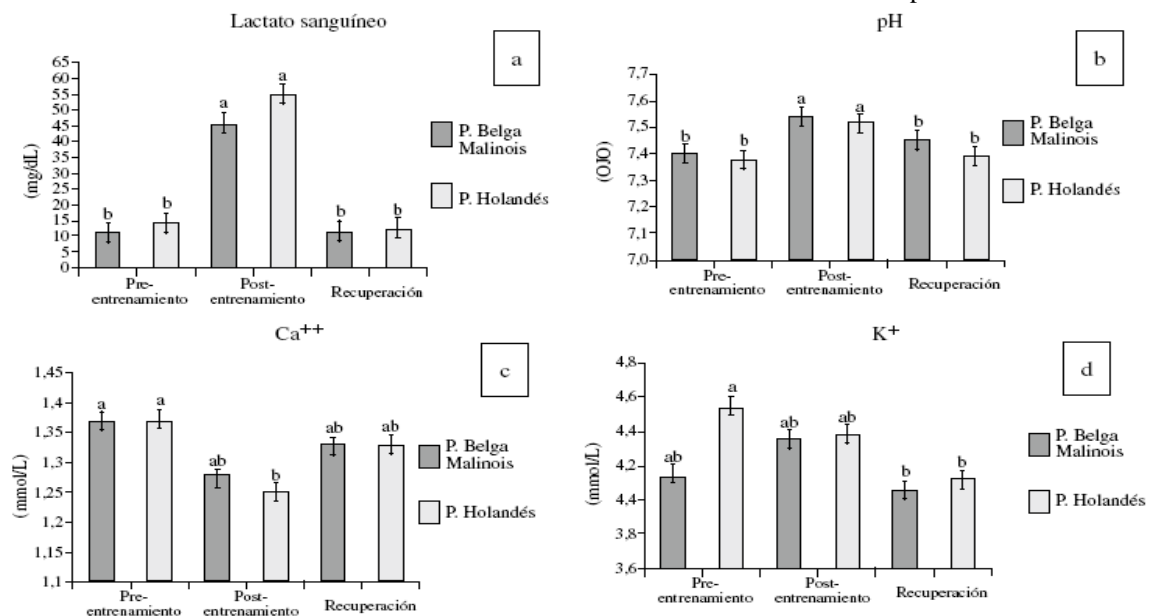 Lactato sanguíneo
a
65
60
55
50
45
40
35
30
25
20
15
10
5
0
(mg/dL)
b b a a b b
Pre-
entrenamiento
Post-
entrenamiento
Recuperación
P. Belga
Malinois
P. Holandés
pH
b
7,6
7,6
7,5
7,4
7,3
7,2
7,1
7,0
(OJO)
b b a a b b
Pre-
entrenamiento
Post-
entrenamiento
Recuperación
P. Belga
Malinois
P. Holandés
Ca++
c
1,45
1,4
1,35
1,3
1,25
1,2
1,15
1,1
(mmol/L)
a a ab b ab ab
Pre-
entrenamiento
Post-
entrenamiento
Recuperación
P. Belga
Malinois
P. Holandés
K+
d
4,8
4,6
4,4
4,2
4,4
3,8
3,6
(mmol/L)
ab a ab ab b b
Pre-
entrenamiento
Post-
entrenamiento
Recuperación
P. Belga
Malinois
P. Holandés